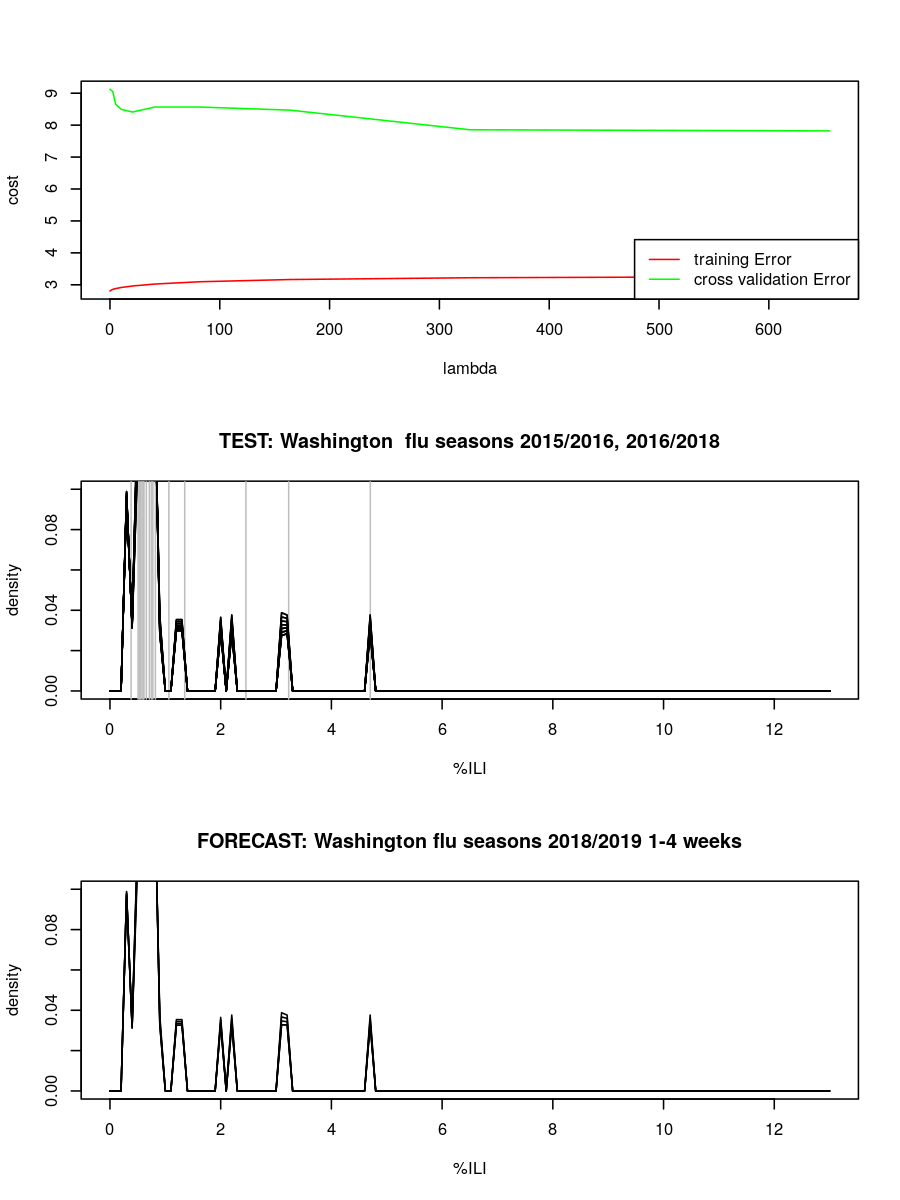 9
8
7
6
5
4
3
cost
training Error
cross validation Error
0 100 200 300 400 500 600
lambda
TEST: Washington  flu seasons 2015/2016, 2016/2018
0.08
0.04
0.00
density
0 2 4 6 8 10 12
%ILI
FORECAST: Washington flu seasons 2018/2019 1-4 weeks
0.08
0.04
0.00
density
0 2 4 6 8 10 12
%ILI